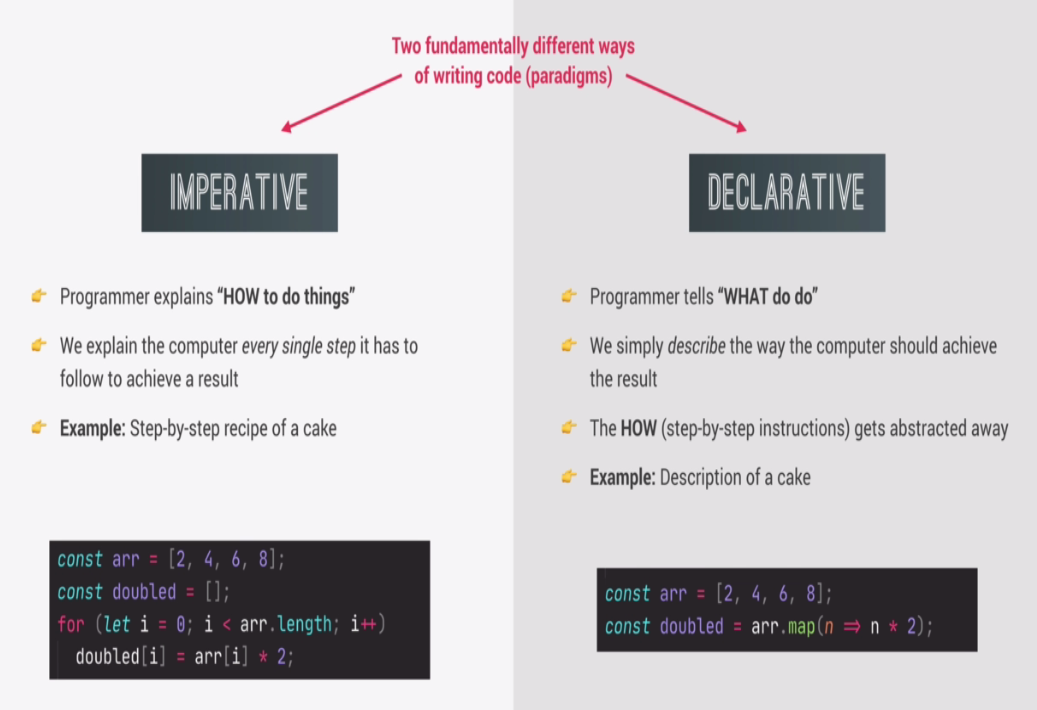 Two fundamentally different ways
of writing code (paradigms)
IMPERATIVE
👉 Programmer explains “HOW to do things”
👉 We explain the computer every single step it has to
follow to achieve a result
👉 Example: Step-by-step recipe of a cake
const arr = [2, 4, 6, 8];
const doubled = [];
for (let i = 0; i < arr.length; i++)
  doubled[i] = arr[i] * 2;
DECLARATIVE
👉 Programmer tells “WHAT do do”
👉 We simply describe the way the computer should achieve
the result
👉 The HOW (step-by-step instructions) gets abstracted away
👉 Example: Description of a cake
const arr = [2, 4, 6, 8];
const doubled = arr.map(n => n * 2);